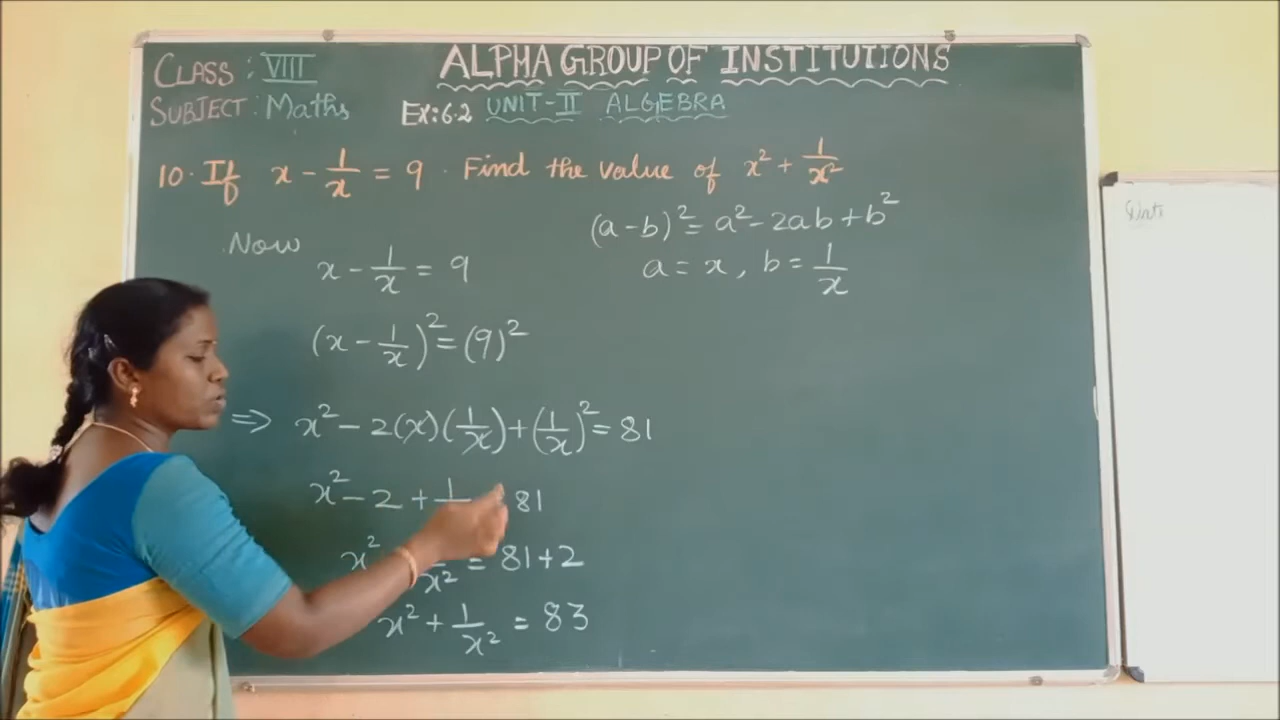 CLASS : VIII
ALPHA GROUP OF INSTITUTIONS
SUBJECT: Maths
Ex: 6.2 UNIT-II ALGEBRA
10. If x - 1/x = 9. Find the value of x² + 1/x²
(a-b)² = a² - 2ab + b²
a = x, b = 1/x
Now
x - 1/x = 9
(x - 1/x)² = (9)²
⇒ x² - 2(x)(1/x) + (1/x)² = 81
x² - 2 + 1 81
x² x² = 81+2
x² + 1/x² = 83